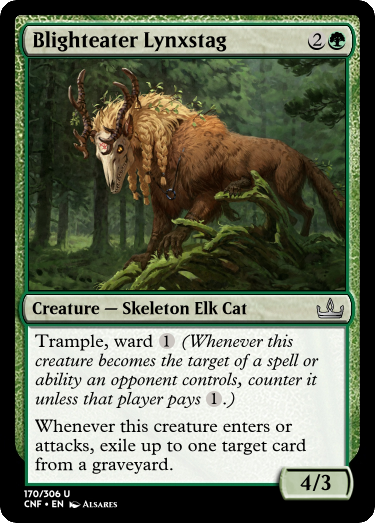 Blighteater Lynxstag 2
Creature — Skeleton Elk Cat
Trample, ward 1 (Whenever this
creature becomes the target of a spell or
ability an opponent controls, counter it
unless that player pays 1.)
Whenever this creature enters or
attacks, exile up to one target card
from a graveyard.
4/3
170/306 U
CNF • EN Alsares